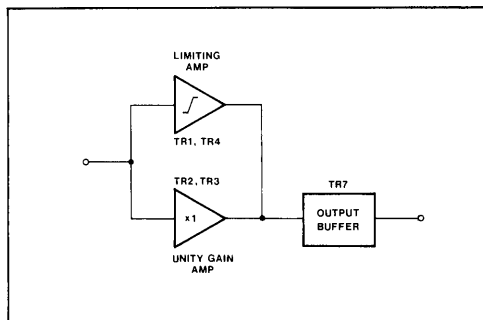 LIMITING
AMP
TR1, TR4
TR2, TR3
x1
UNITY GAIN
AMP
TR7
OUTPUT
BUFFER